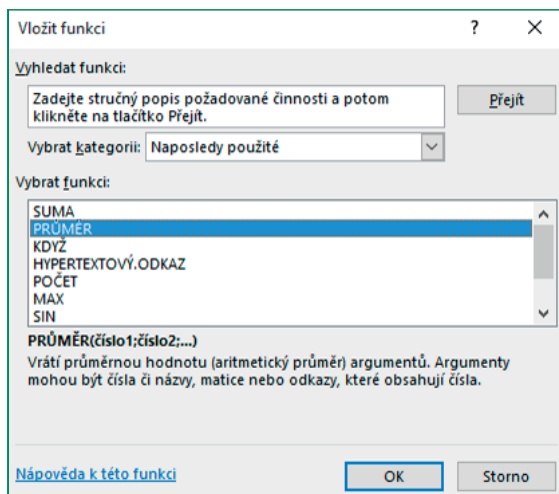 Vložit funkci ? X
Vyhledat funkci:
Zadejte stručný popis požadované činnosti a potom
klikněte na tlačítko Přejít.
Přejít
Vybrat kategorii: Naposledy použité
Vybrat funkci:
SUMA
PRŮMĚR
KDYŽ
HYPERTEXTOVÝ.ODKAZ
POČET
MAX
SIN
PRŮMĚR(číslo1;číslo2;...)
Vrátí průměrnou hodnotu (aritmetický průměr) argumentů. Argumenty
mohou být čísla či názvy, matice nebo odkazy, které obsahují čísla.
Nápověda k této funkci
OK
Storno